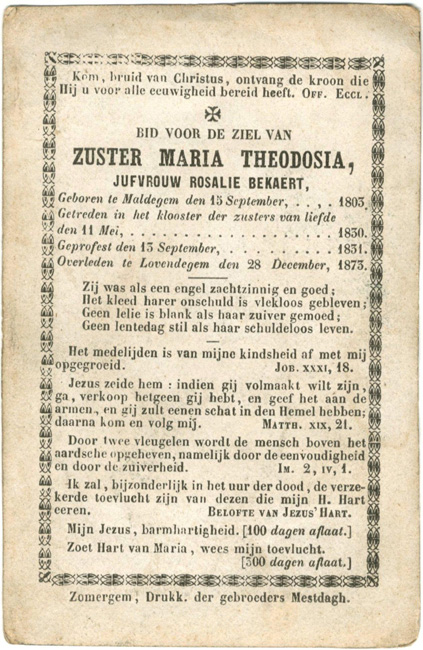 Kom, bruid van Christus, ontvang de kroon die
Hij u voor alle eeuwigheid bereid heeft. Off. Eccl.
✠
BID VOOR DE ZIEL VAN
ZUSTER MARIA THEODOSIA,
JUFVROUW ROSALIE BEKAERT,
Geboren te Maldegem den 15 September, . . , . 1803,
Getreden in het klooster der zusters van liefde
den 11 Mei, . . . . . . . . . . . . . . . . . . 1830.
Geprofest den 13 September, . . . . . . . . . 1831.
Overleden te Lovendegem den 28 December, 1873.
Zij was als een engel zachtzinnig en goed;
Het kleed harer onschuld is vlekloos gebleven;
Geen lelie is blank als haar zuiver gemoed;
Geen lentedag stil als haar schuldeloos leven.
Het medelijden is van mijne kindsheid af met mij
opgegroeid. Job. xxxi, 18.
Jezus zeide hem : indien gij volmaakt wilt zijn,
ga, verkoop hetgeen gij hebt, en geef het aan de
armen, en gij zult eenen schat in den Hemel hebben;
daarna kom en volg mij. Matth. xix, 21.
Door twee vleugelen wordt de mensch boven het
aardsche opgeheven, namelijk door de eenvoudigheid
en door de zuiverheid. Im. 2, iv, 1.
Ik zal, bijzonderlijk in het uur der dood, de verze-
kerde toevlucht zijn van dezen die mijn H. Hart
eeren. Belofte van Jezus' Hart.
Mijn Jezus, barmhartigheid. [100 dagen aflaat.]
Zoet Hart van Maria, wees mijn toevlucht.
[300 dagen aflaat.]
Zomergem, Drukk. der gebroeders Mestdagh.